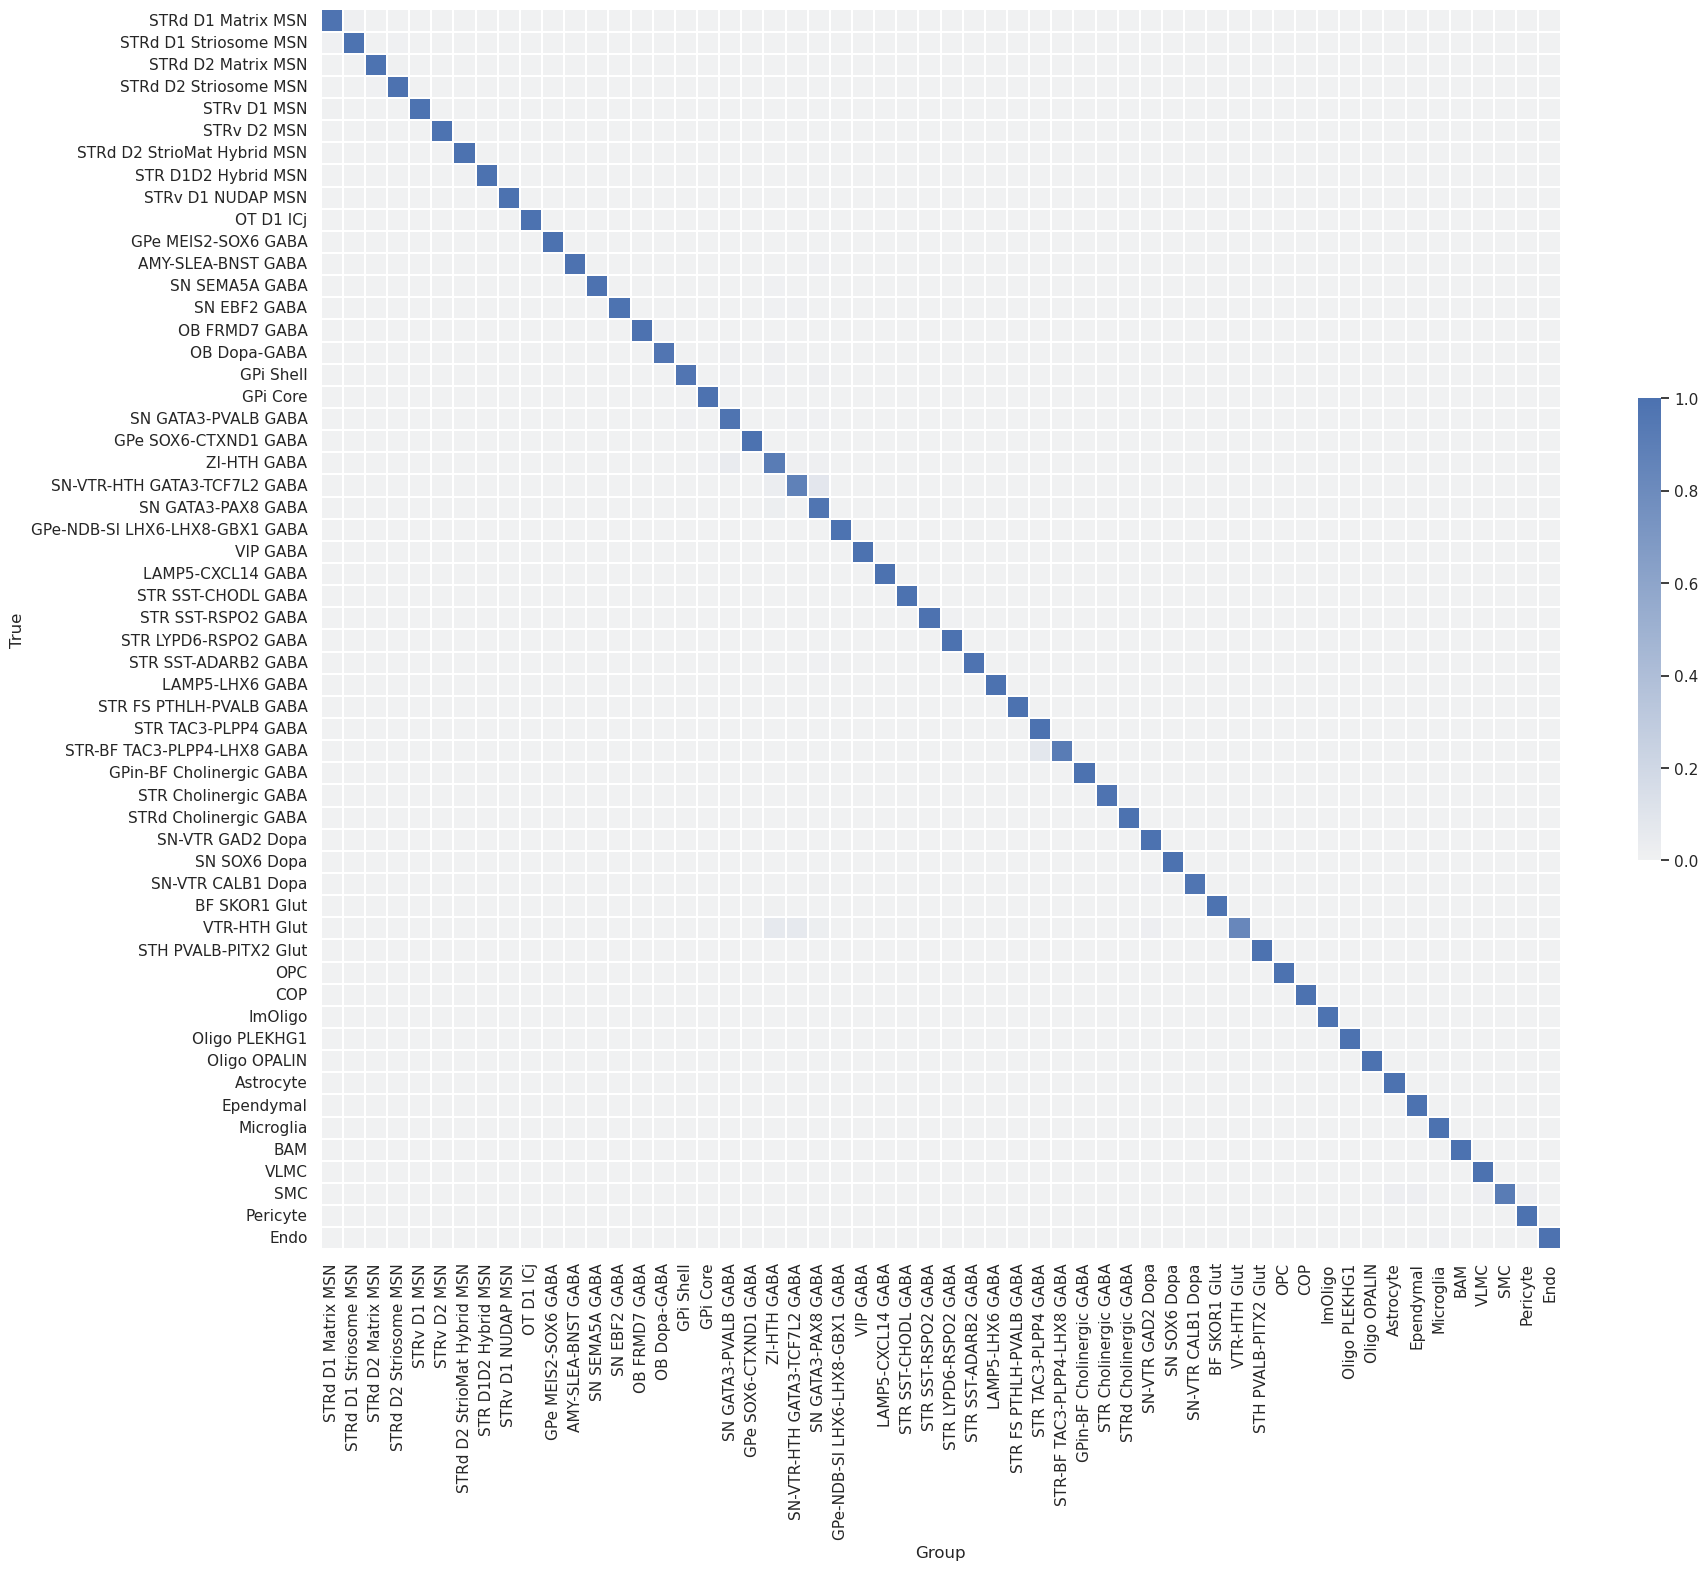 STRd D1 Matrix MSN
STRd D1 Striosome MSN
STRd D2 Matrix MSN
STRd D2 Striosome MSN
STRv D1 MSN
STRv D2 MSN
STRd D2 StrioMat Hybrid MSN
STR D1D2 Hybrid MSN
STRv D1 NUDAP MSN
OT D1 ICj
GPe MEIS2-SOX6 GABA
AMY-SLEA-BNST GABA
SN SEMA5A GABA
SN EBF2 GABA
OB FRMD7 GABA
OB Dopa-GABA
GPi Shell
GPi Core
SN GATA3-PVALB GABA
GPe SOX6-CTXND1 GABA
ZI-HTH GABA
SN-VTR-HTH GATA3-TCF7L2 GABA
SN GATA3-PAX8 GABA
GPe-NDB-SI LHX6-LHX8-GBX1 GABA
VIP GABA
LAMP5-CXCL14 GABA
STR SST-CHODL GABA
STR SST-RSPO2 GABA
STR LYPD6-RSPO2 GABA
STR SST-ADARB2 GABA
LAMP5-LHX6 GABA
STR FS PTHLH-PVALB GABA
STR TAC3-PLPP4 GABA
STR-BF TAC3-PLPP4-LHX8 GABA
GPin-BF Cholinergic GABA
STR Cholinergic GABA
STRd Cholinergic GABA
SN-VTR GAD2 Dopa
SN SOX6 Dopa
SN-VTR CALB1 Dopa
BF SKOR1 Glut
VTR-HTH Glut
STH PVALB-PITX2 Glut
OPC
COP
ImOligo
Oligo PLEKHG1
Oligo OPALIN
Astrocyte
Ependymal
Microglia
BAM
VLMC
SMC
Pericyte
Endo
True
STRd D1 Matrix MSN
STRd D1 Striosome MSN
STRd D2 Matrix MSN
STRd D2 Striosome MSN
STRv D1 MSN
STRv D2 MSN
STRd D2 StrioMat Hybrid MSN
STR D1D2 Hybrid MSN
STRv D1 NUDAP MSN
OT D1 ICj
GPe MEIS2-SOX6 GABA
AMY-SLEA-BNST GABA
SN SEMA5A GABA
SN EBF2 GABA
OB FRMD7 GABA
OB Dopa-GABA
GPi Shell
GPi Core
SN GATA3-PVALB GABA
GPe SOX6-CTXND1 GABA
ZI-HTH GABA
SN-VTR-HTH GATA3-TCF7L2 GABA
SN GATA3-PAX8 GABA
GPe-NDB-SI LHX6-LHX8-GBX1 GABA
VIP GABA
LAMP5-CXCL14 GABA
STR SST-CHODL GABA
STR SST-RSPO2 GABA
STR LYPD6-RSPO2 GABA
STR SST-ADARB2 GABA
LAMP5-LHX6 GABA
STR FS PTHLH-PVALB GABA
STR TAC3-PLPP4 GABA
STR-BF TAC3-PLPP4-LHX8 GABA
GPin-BF Cholinergic GABA
STR Cholinergic GABA
STRd Cholinergic GABA
SN-VTR GAD2 Dopa
SN SOX6 Dopa
SN-VTR CALB1 Dopa
BF SKOR1 Glut
VTR-HTH Glut
STH PVALB-PITX2 Glut
OPC
COP
ImOligo
Oligo PLEKHG1
Oligo OPALIN
Astrocyte
Ependymal
Microglia
BAM
VLMC
SMC
Pericyte
Endo
Group
1.0
0.8
0.6
0.4
0.2
0.0